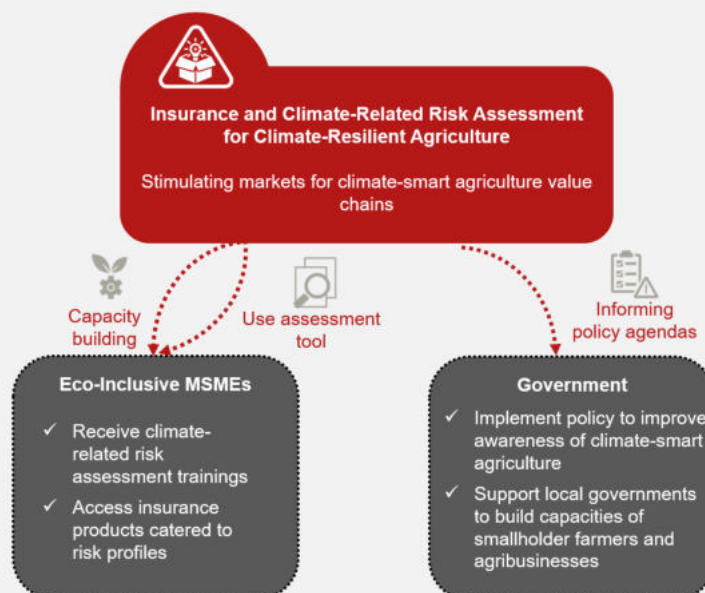 Insurance and Climate-Related Risk Assessment
for Climate-Resilient Agriculture
Stimulating markets for climate-smart agriculture value
chains
Capacity
building
Use assessment
tool
Informing
policy agendas
Eco-Inclusive MSMEs
✓ Receive climate-
related risk
assessment trainings
✓ Access insurance
products catered to
risk profiles
Government
✓ Implement policy to improve
awareness of climate-smart
agriculture
✓ Support local governments
to build capacities of
smallholder farmers and
agribusinesses